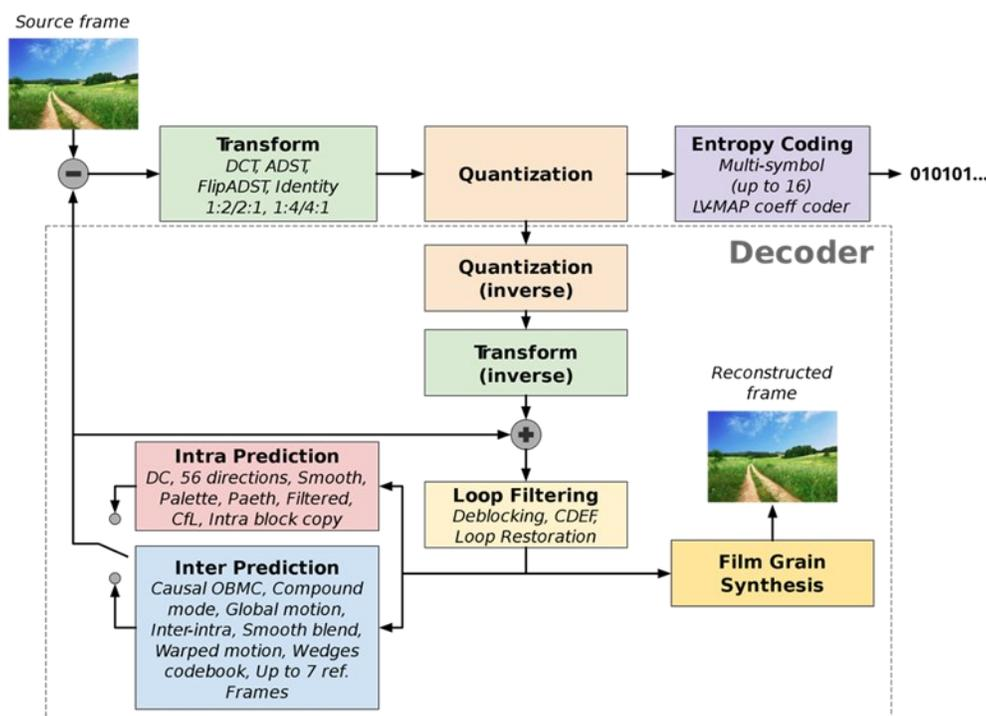 Source frame
Transform
DCT, ADST,
FlipADST, Identity
1:2/2:1, 1:4/4:1
Quantization
Entropy Coding
Multi-symbol
(up to 16)
LV-MAP coeff coder
010101...
Decoder
Quantization
(inverse)
Transform
(inverse)
Reconstructed
frame
Intra Prediction
DC, 56 directions, Smooth,
Palette, Paeth, Filtered,
CfL, Intra block copy
Loop Filtering
Deblocking, CDEF,
Loop Restoration
Film Grain
Synthesis
Inter Prediction
Causal OBMC, Compound
mode, Global motion,
Inter-intra, Smooth blend,
Warped motion, Wedges
codebook, Up to 7 ref.
Frames